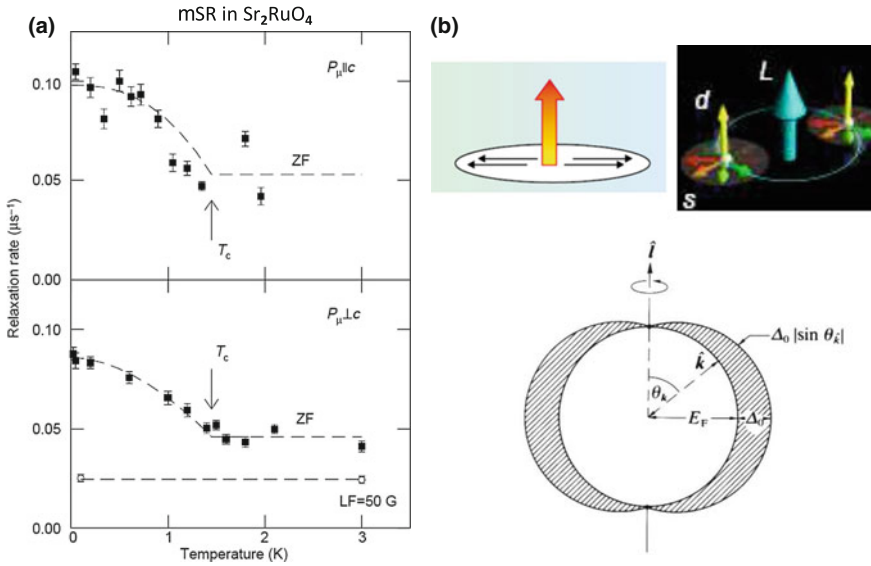 mSR in Sr₂RuO₄
(a)
Pμ∥c
0.10
ZF
0.05
Tc
0.00
Relaxation rate (μs⁻¹)
Pμ⊥c
0.10
Tc
ZF
0.05
LF=50 G
0.00
0 1 2 3
Temperature (K)
(b)
L
d
s
l̂
Δ₀ |sin θk̂|
k̂
θk
EF
Δ₀